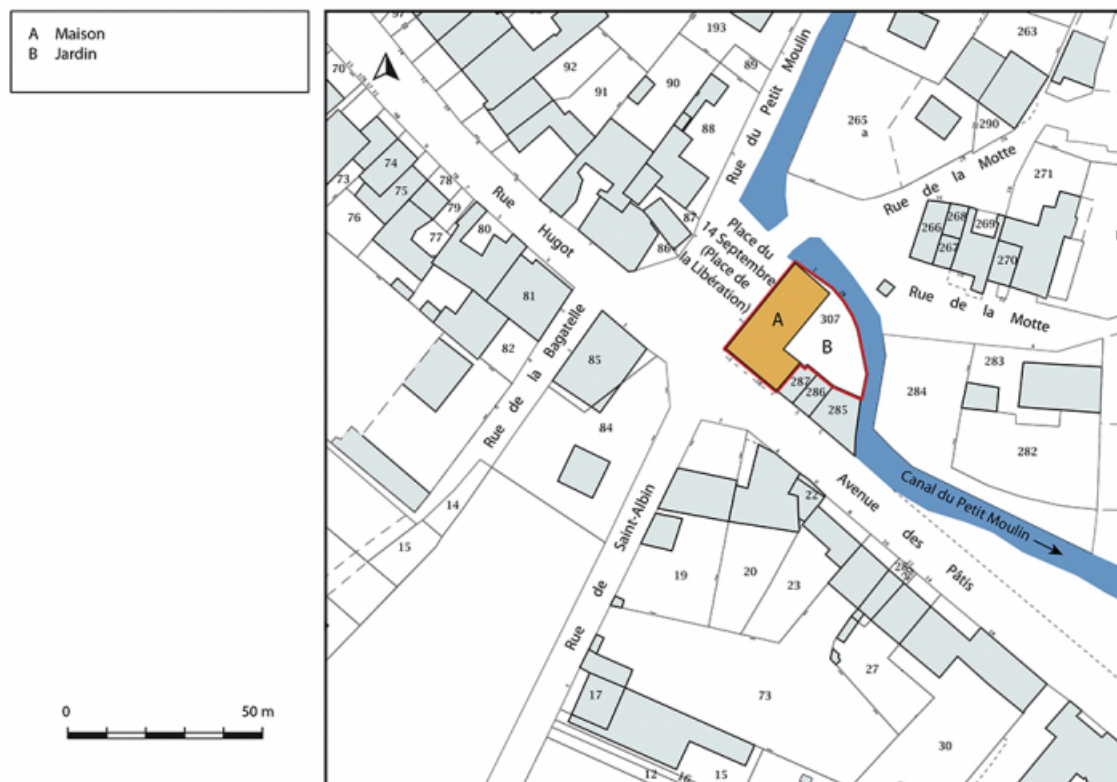 A Maison
B Jardin
0 50 m
97
193
263
70
92
91
90
89
88
265
a
290
Rue du Petit Moulin
Rue de la Motte
271
74
73
75
78
76
79
77
80
Rue Hugot
87
86
Place du
14 Septembre
(Place de
la Libération)
266
268
267
269
270
81
82
85
A
307
B
Rue de la Motte
Rue de la Bagatelle
287
286
285
284
283
282
84
14
15
Canal du Petit Moulin
Avenue des Pâtis
22
Rue de Saint-Albin
19
20
23
27
17
73
30
12
15